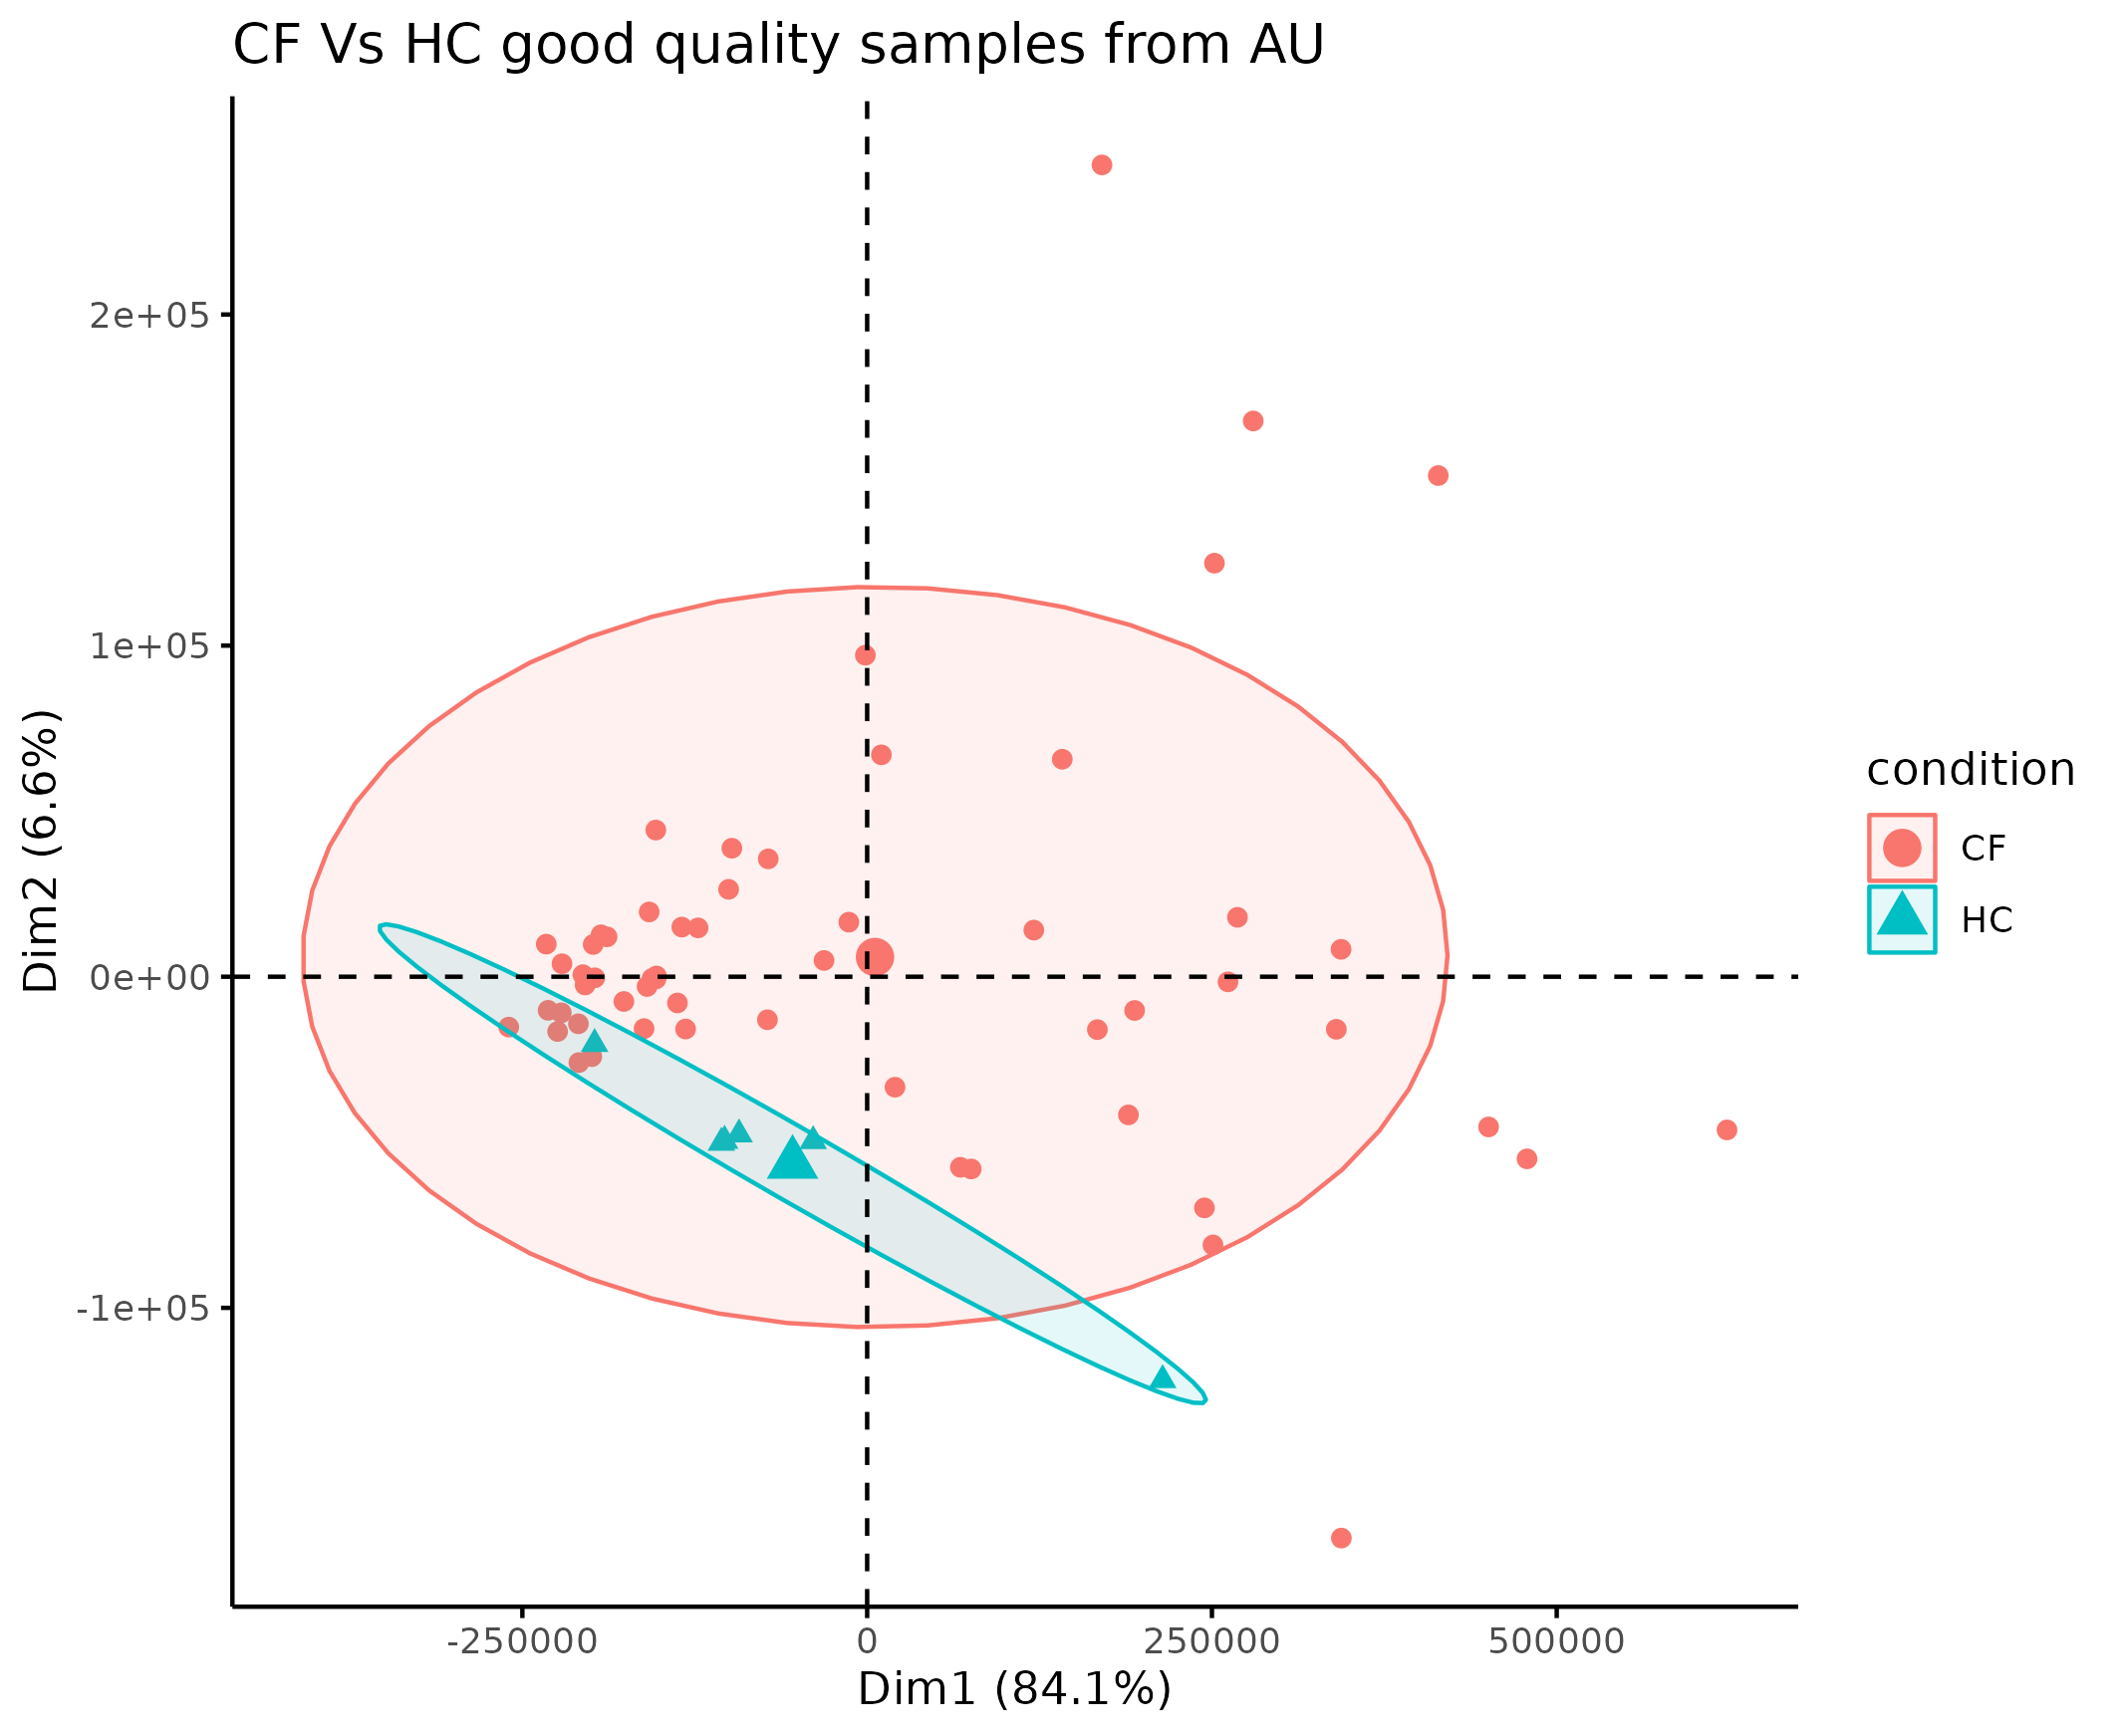 CF Vs HC good quality samples from AU
2e+05
1e+05
0e+00
-1e+05
Dim2 (6.6%)
-250000
0
250000
500000
Dim1 (84.1%)
condition
CF
HC